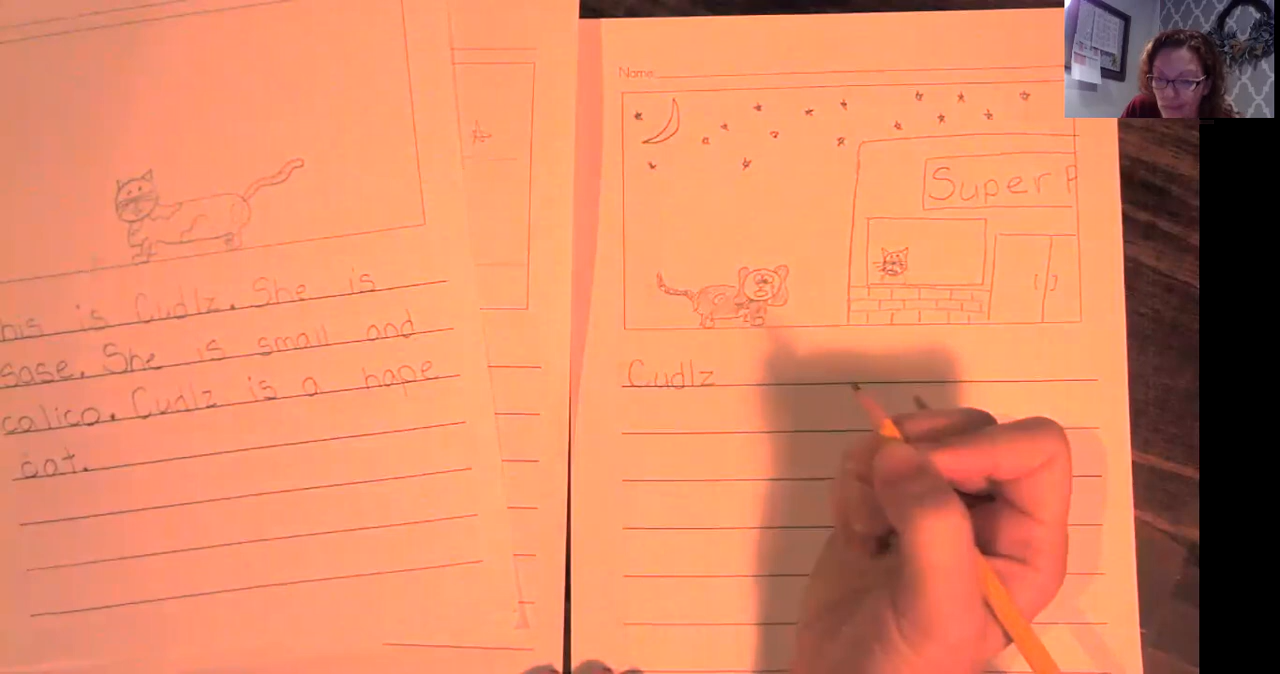 his is Cudlz. She is
sase. She is small and
calico. Cudlz is a hape
cat.
Name:
Super P
Cudlz